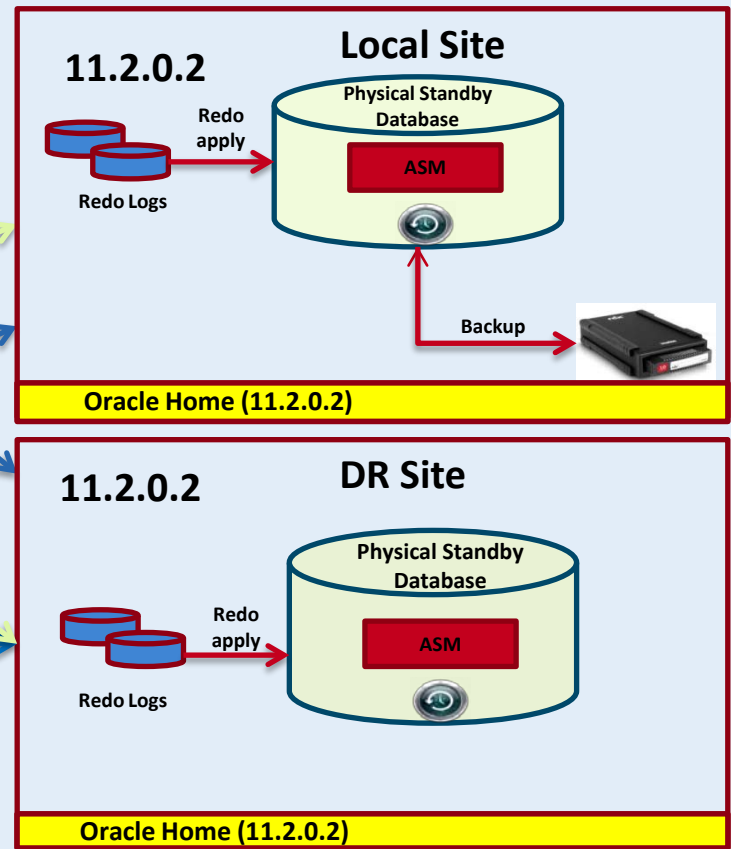 Local Site
11.2.0.2
Physical Standby
Database
Redo
apply
ASM
Redo Logs
Backup
Oracle Home (11.2.0.2)
DR Site
11.2.0.2
Physical Standby
Database
Redo
apply
ASM
Redo Logs
Oracle Home (11.2.0.2)